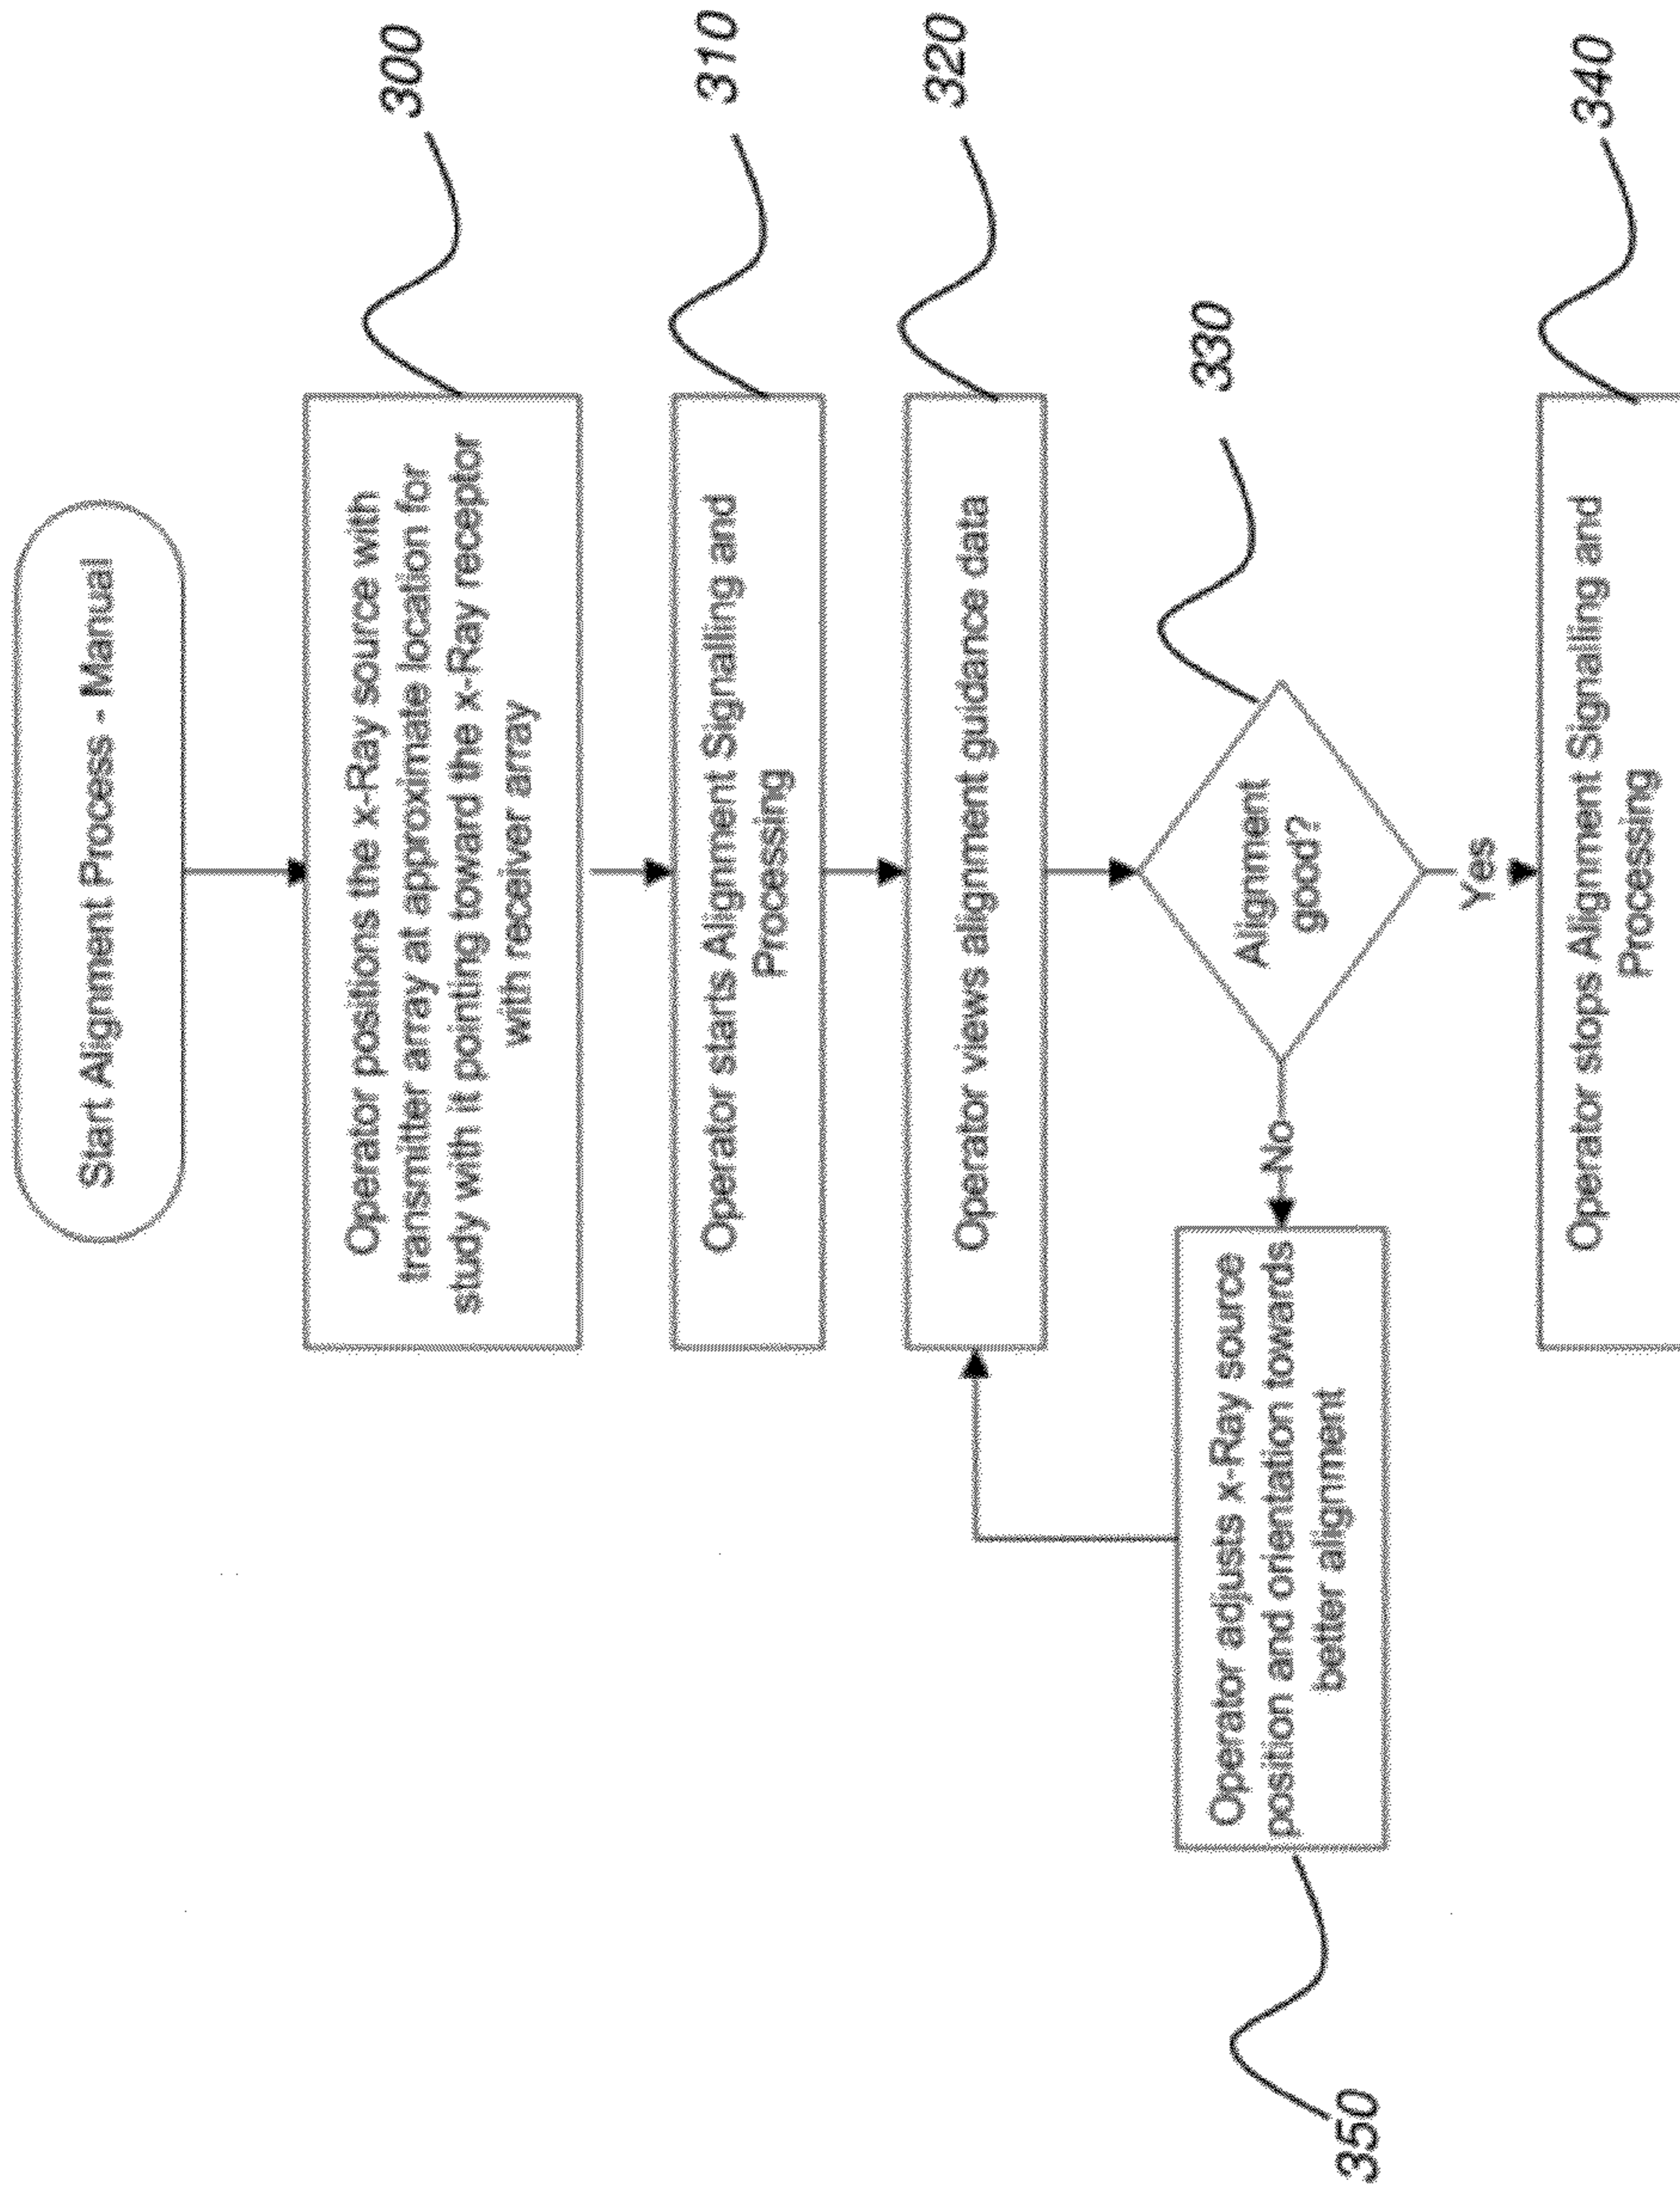 Start Alignment Process - Manual
Operator positions the x-Ray source with
transmitter array at approximate location for
study with it pointing toward the x-Ray receptor
with receiver array
300
Operator starts Alignment Signalling and
Processing
310
Operator views alignment guidance data
320
Alignment
good?
330
No
Yes
Operator adjusts x-Ray source
position and orientation towards
better alignment
350
Operator stops Alignment Signalling and
Processing
340